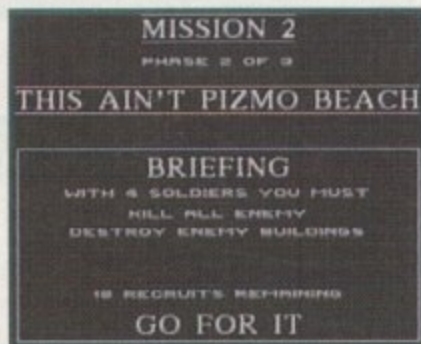 MISSION 2
PHASE 2 OF 3
THIS AIN'T PIZMO BEACH
BRIEFING
WITH 4 SOLDIERS YOU MUST
KILL ALL ENEMY
DESTROY ENEMY BUILDINGS
RECRUITS REMAINING
GO FOR IT